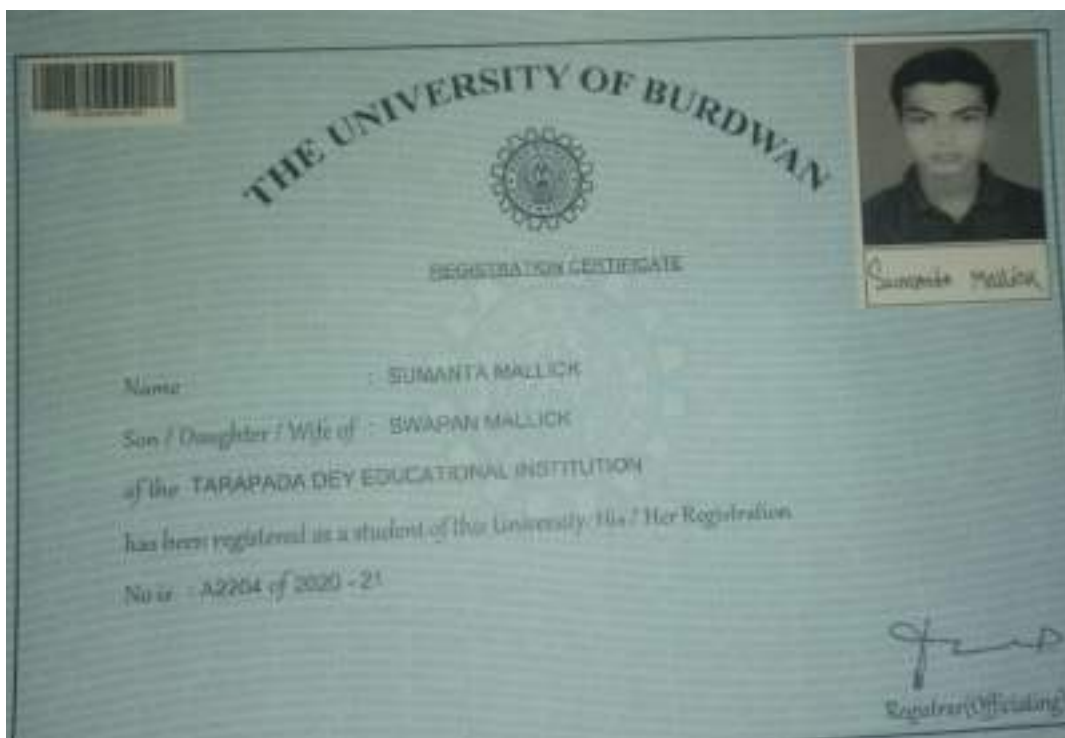 THE UNIVERSITY OF BURDWAN
REGISTRATION CERTIFICATE
Sumanta Mallick
Name : SUMANTA MALLICK
Son / Daughter / Wife of : SWAPAN MALLICK
of the TARAPADA DEY EDUCATIONAL INSTITUTION
has been registered as a student of this University. His / Her Registration
No is : A2204 of 2020 - 21
Registrar(Officiating)